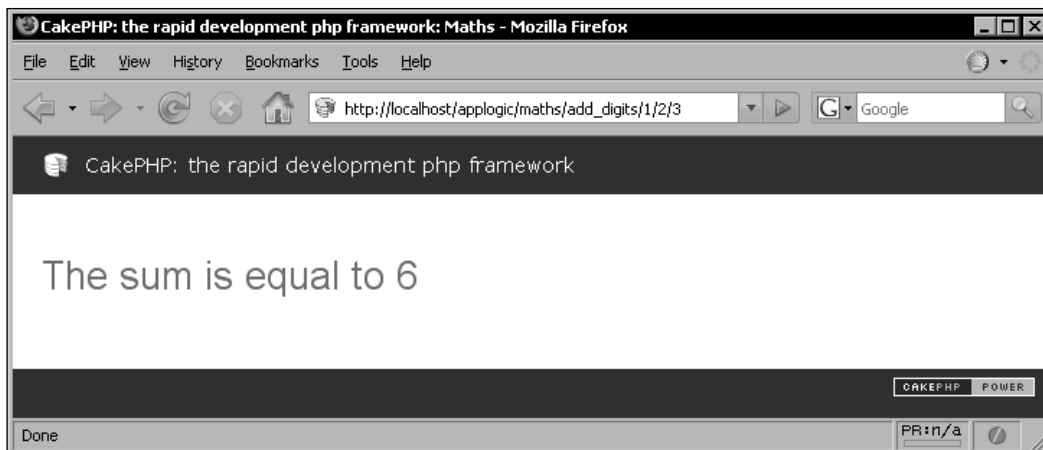 CakePHP: the rapid development php framework: Maths - Mozilla Firefox
File Edit View History Bookmarks Tools Help
http://localhost/applogic/maths/add_digits/1/2/3 G Google
CakePHP: the rapid development php framework
The sum is equal to 6
CAKEPHP POWER
Done PR:n/a